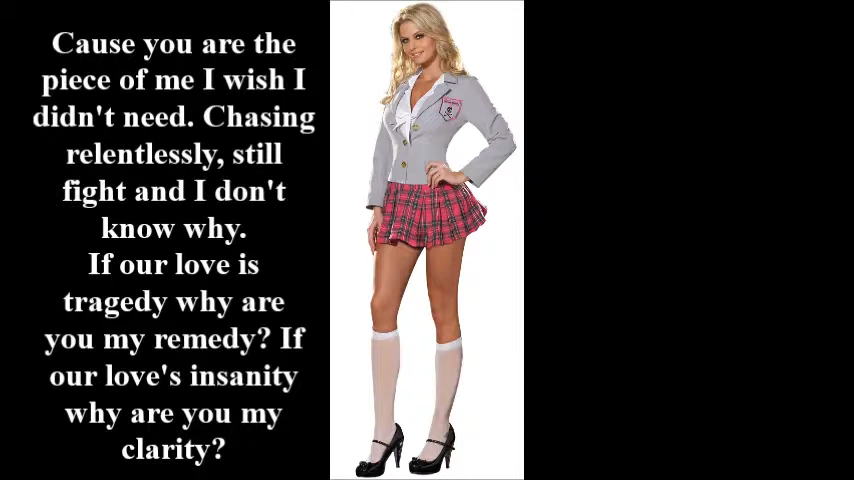 Cause you are the
piece of me I wish I
didn't need. Chasing
relentlessly, still
fight and I don't
know why.
If our love is
tragedy why are
you my remedy? If
our love's insanity
why are you my
clarity?